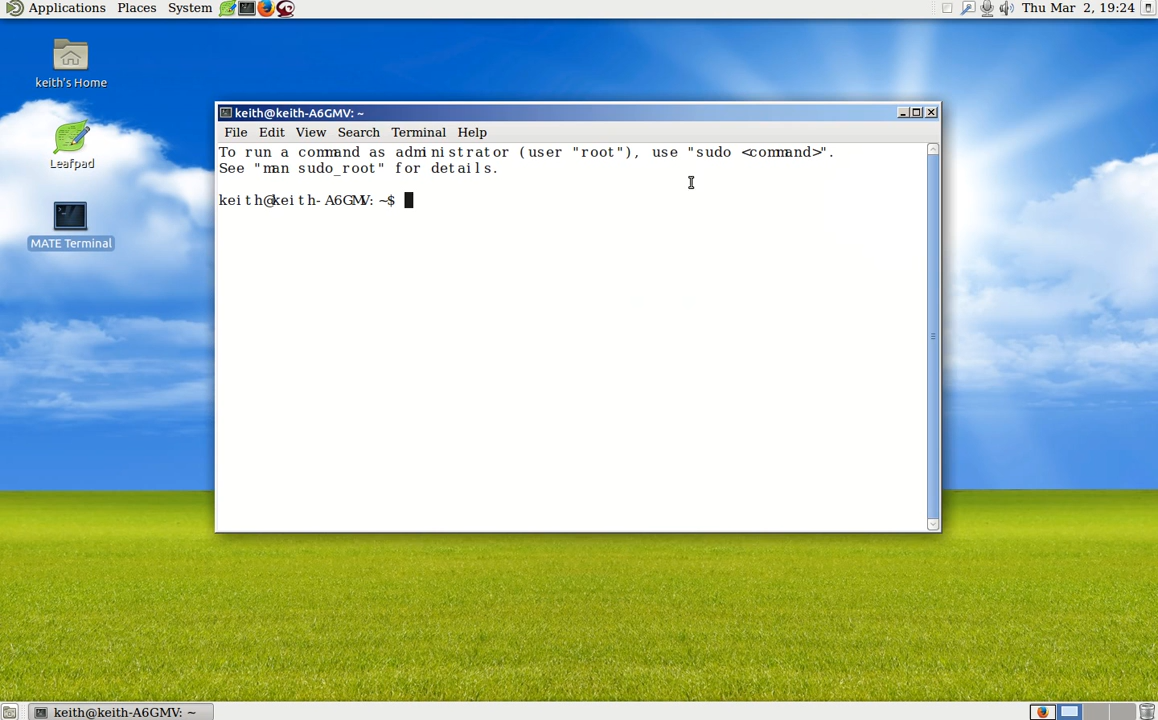 Applications Places System Thu Mar 2, 19:24
keith's Home
Leafpad
MATE Terminal
keith@keith-A6GMV: ~
File Edit View Search Terminal Help
To run a command as administrator (user "root"), use "sudo <command>".
See "man sudo_root" for details.
keith@keith-A6GMV:~$
keith@keith-A6GMV: ~